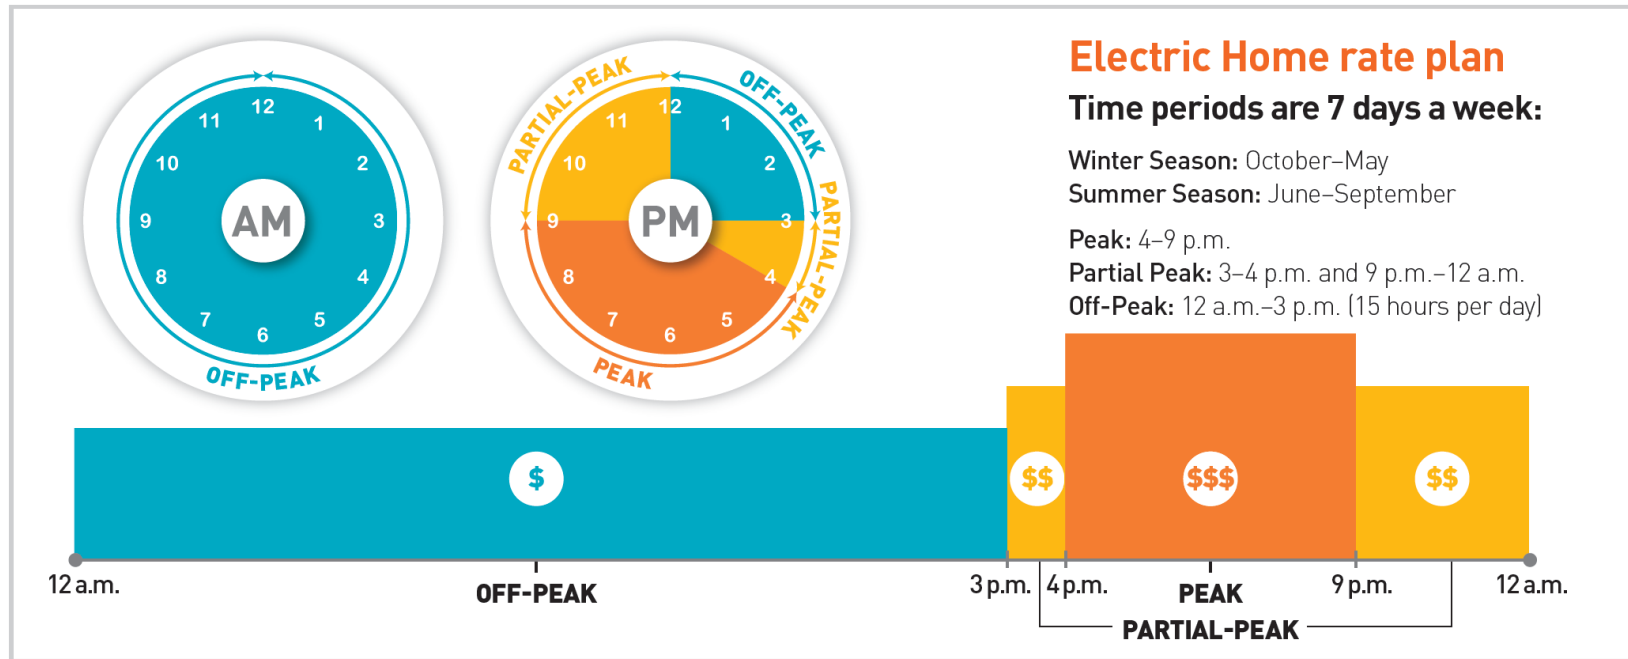 Electric Home rate plan
Time periods are 7 days a week:
Winter Season: October–May
Summer Season: June–September
Peak: 4–9 p.m.
Partial Peak: 3–4 p.m. and 9 p.m.–12 a.m.
Off-Peak: 12 a.m.–3 p.m. (15 hours per day)
12
1
2
3
4
5
6
7
8
9
10
11
AM
OFF-PEAK
PARTIAL-PEAK
OFF-PEAK
12
1
2
3
4
5
6
7
8
9
10
11
PM
PARTIAL-PEAK
PEAK
$
$$
$$$
$$
12 a.m.
OFF-PEAK
3 p.m.
4 p.m.
PEAK
9 p.m.
12 a.m.
PARTIAL-PEAK